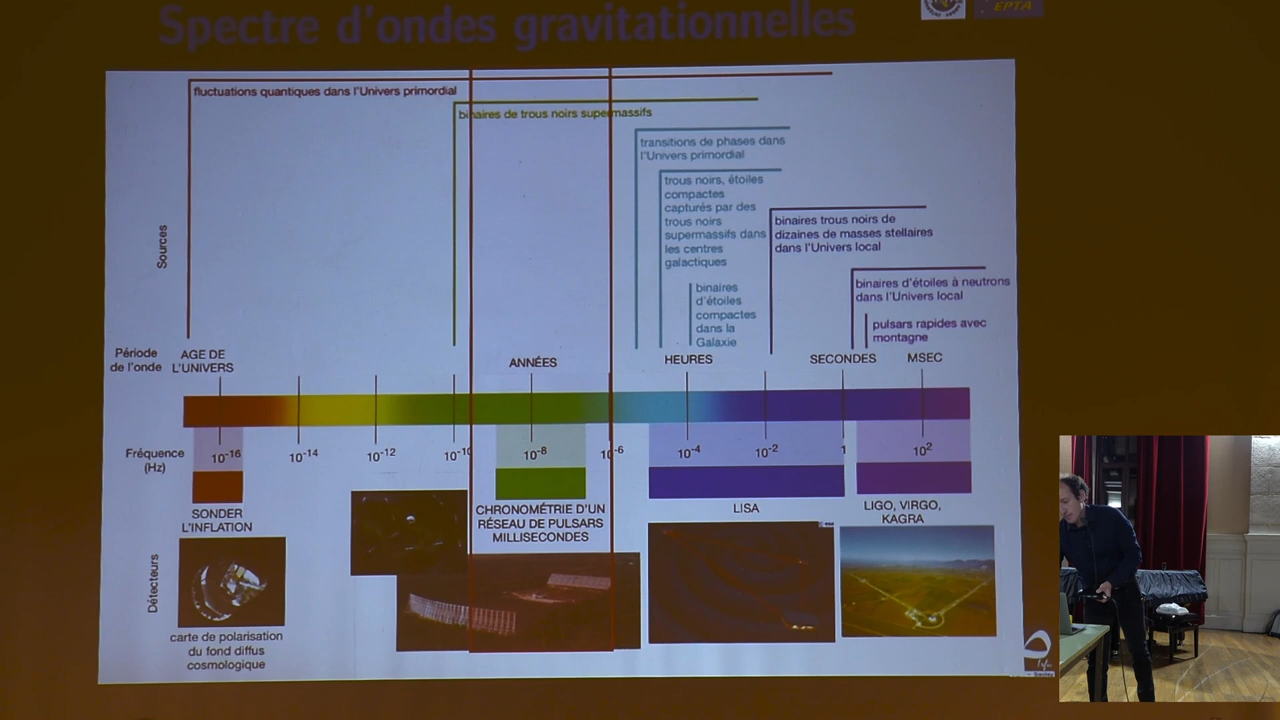 Spectre d'ondes gravitationnelles
EPTA
fluctuations quantiques dans l'Univers primordial
binaires de trous noirs supermassifs
transitions de phases dans
l'Univers primordial
trous noirs, étoiles
compactes
capturés par des
trous noirs
supermassifs dans
les centres
galactiques
binaires trous noirs de
dizaines de masses stellaires
dans l'Univers local
binaires d'étoiles à neutrons
dans l'Univers local
binaires
d'étoiles
compactes
dans la
Galaxie
pulsars rapides avec
montagne
Sources
Période
de l'onde
AGE DE
L'UNIVERS
ANNÉES
HEURES
SECONDES
MSEC
Fréquence
(Hz)
10⁻¹⁶
10⁻¹⁴
10⁻¹²
10⁻¹⁰
10⁻⁸
10⁻⁶
10⁻⁴
10⁻²
1
10²
SONDER
L'INFLATION
CHRONOMÉTRIE D'UN
RÉSEAU DE PULSARS
MILLISECONDES
LISA
LIGO, VIRGO,
KAGRA
Détecteurs
carte de polarisation
du fond diffus
cosmologique